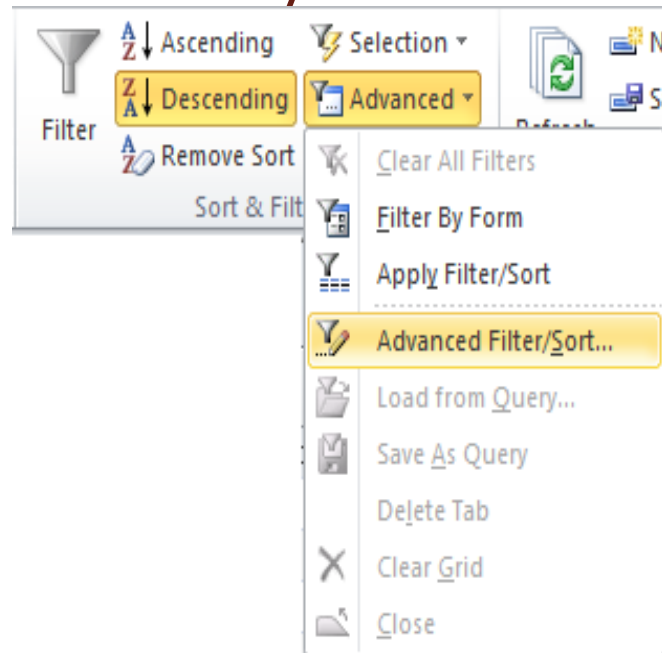 Ascending
Selection
N
Descending
Advanced
S
Filter
Remove Sort
Sort & Filt
Clear All Filters
Filter By Form
Apply Filter/Sort
Advanced Filter/Sort...
Load from Query...
Save As Query
Delete Tab
Clear Grid
Close